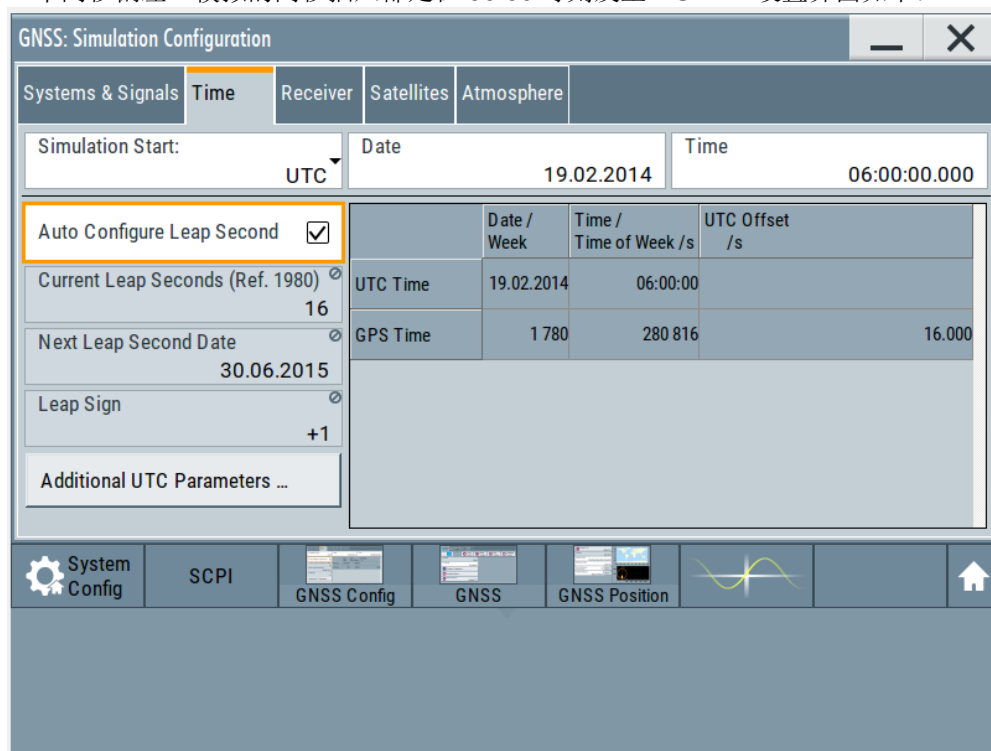 GNSS: Simulation Configuration
Systems & Signals Time Receiver Satellites Atmosphere
Simulation Start: UTC
Date 19.02.2014
Time 06:00:00.000
Auto Configure Leap Second
Current Leap Seconds (Ref. 1980) 16
Next Leap Second Date 30.06.2015
Leap Sign +1
Additional UTC Parameters ...
Date / Week Time / Time of Week /s UTC Offset /s
UTC Time 19.02.2014 06:00:00
GPS Time 1 780 280 816 16.000
System Config SCPI GNSS Config GNSS GNSS Position